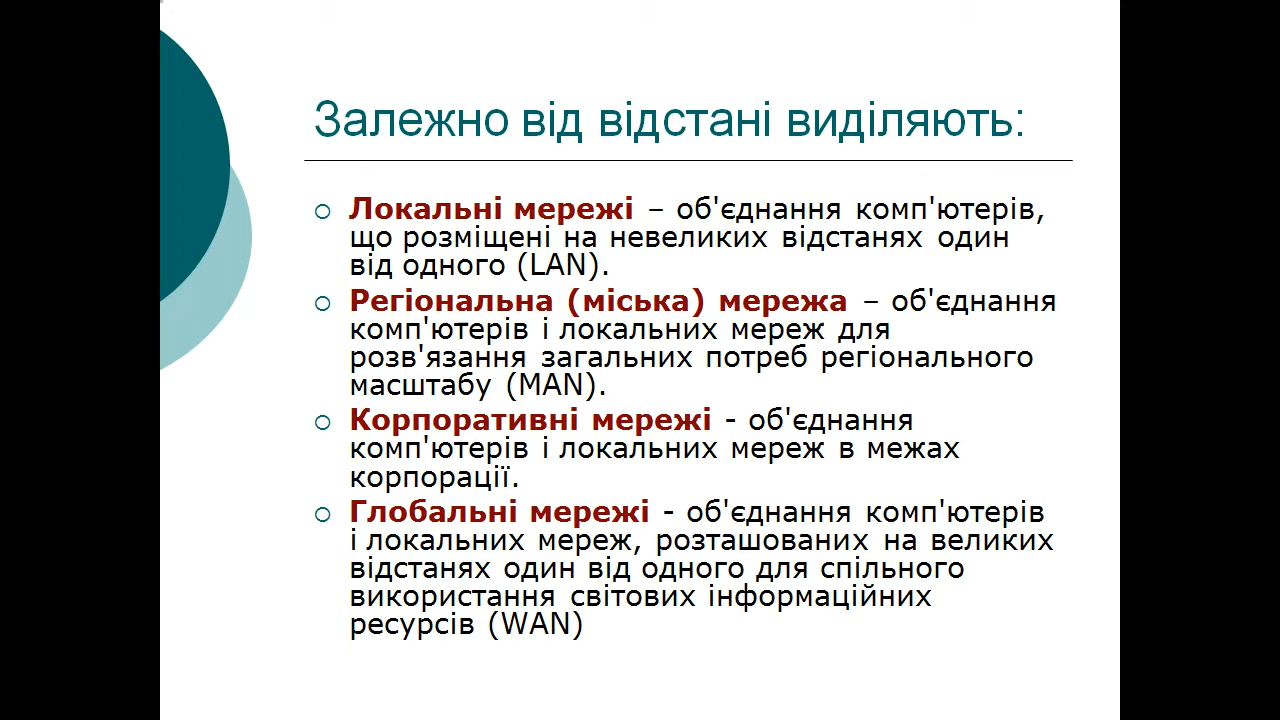 Залежно від відстані виділяють:
Локальні мережі – об'єднання комп'ютерів,
що розміщені на невеликих відстанях один
від одного (LAN).
Регіональна (міська) мережа – об'єднання
комп'ютерів і локальних мереж для
розв'язання загальних потреб регіонального
масштабу (MAN).
Корпоративні мережі - об'єднання
комп'ютерів і локальних мереж в межах
корпорації.
Глобальні мережі - об'єднання комп'ютерів
і локальних мереж, розташованих на великих
відстанях один від одного для спільного
використання світових інформаційних
ресурсів (WAN)